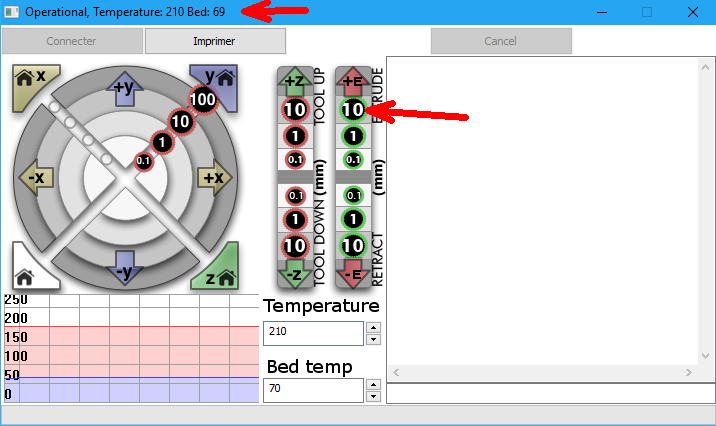 Operational, Temperature: 210 Bed: 69
Connecter
Imprimer
Cancel
x
+y
y
100
10
1
0.1
-x
+x
-y
z
+Z
10
1
0.1
0.1
1
10
-Z
TOOL UP
(mm)
TOOL DOWN
+E
10
1
0.1
0.1
1
10
-E
EXTRUDE
(mm)
RETRACT
250
200
150
100
50
0
Temperature
210
Bed temp
70